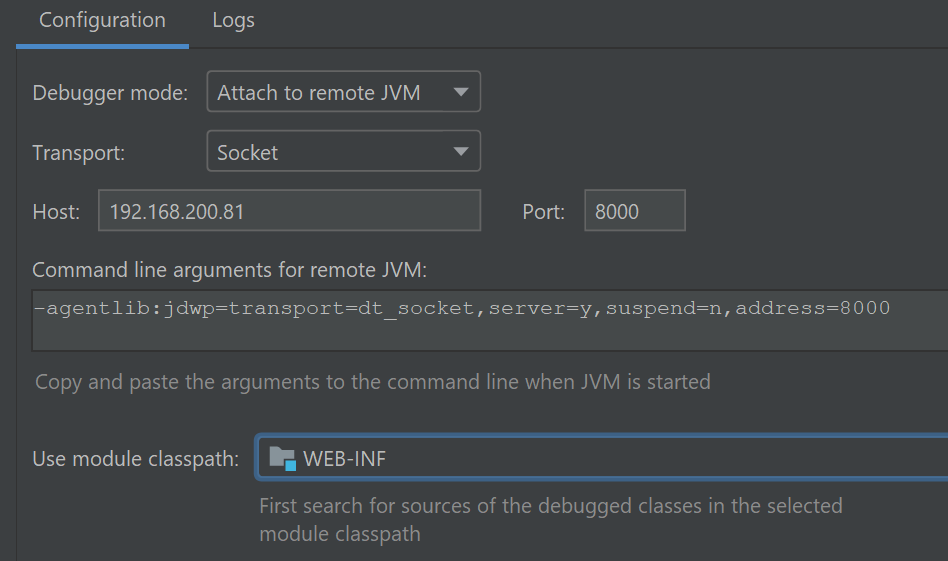 Configuration Logs
Debugger mode: Attach to remote JVM
Transport: Socket
Host: 192.168.200.81 Port: 8000
Command line arguments for remote JVM:
-agentlib:jdwp=transport=dt_socket,server=y,suspend=n,address=8000
Copy and paste the arguments to the command line when JVM is started
Use module classpath: WEB-INF
First search for sources of the debugged classes in the selected
module classpath